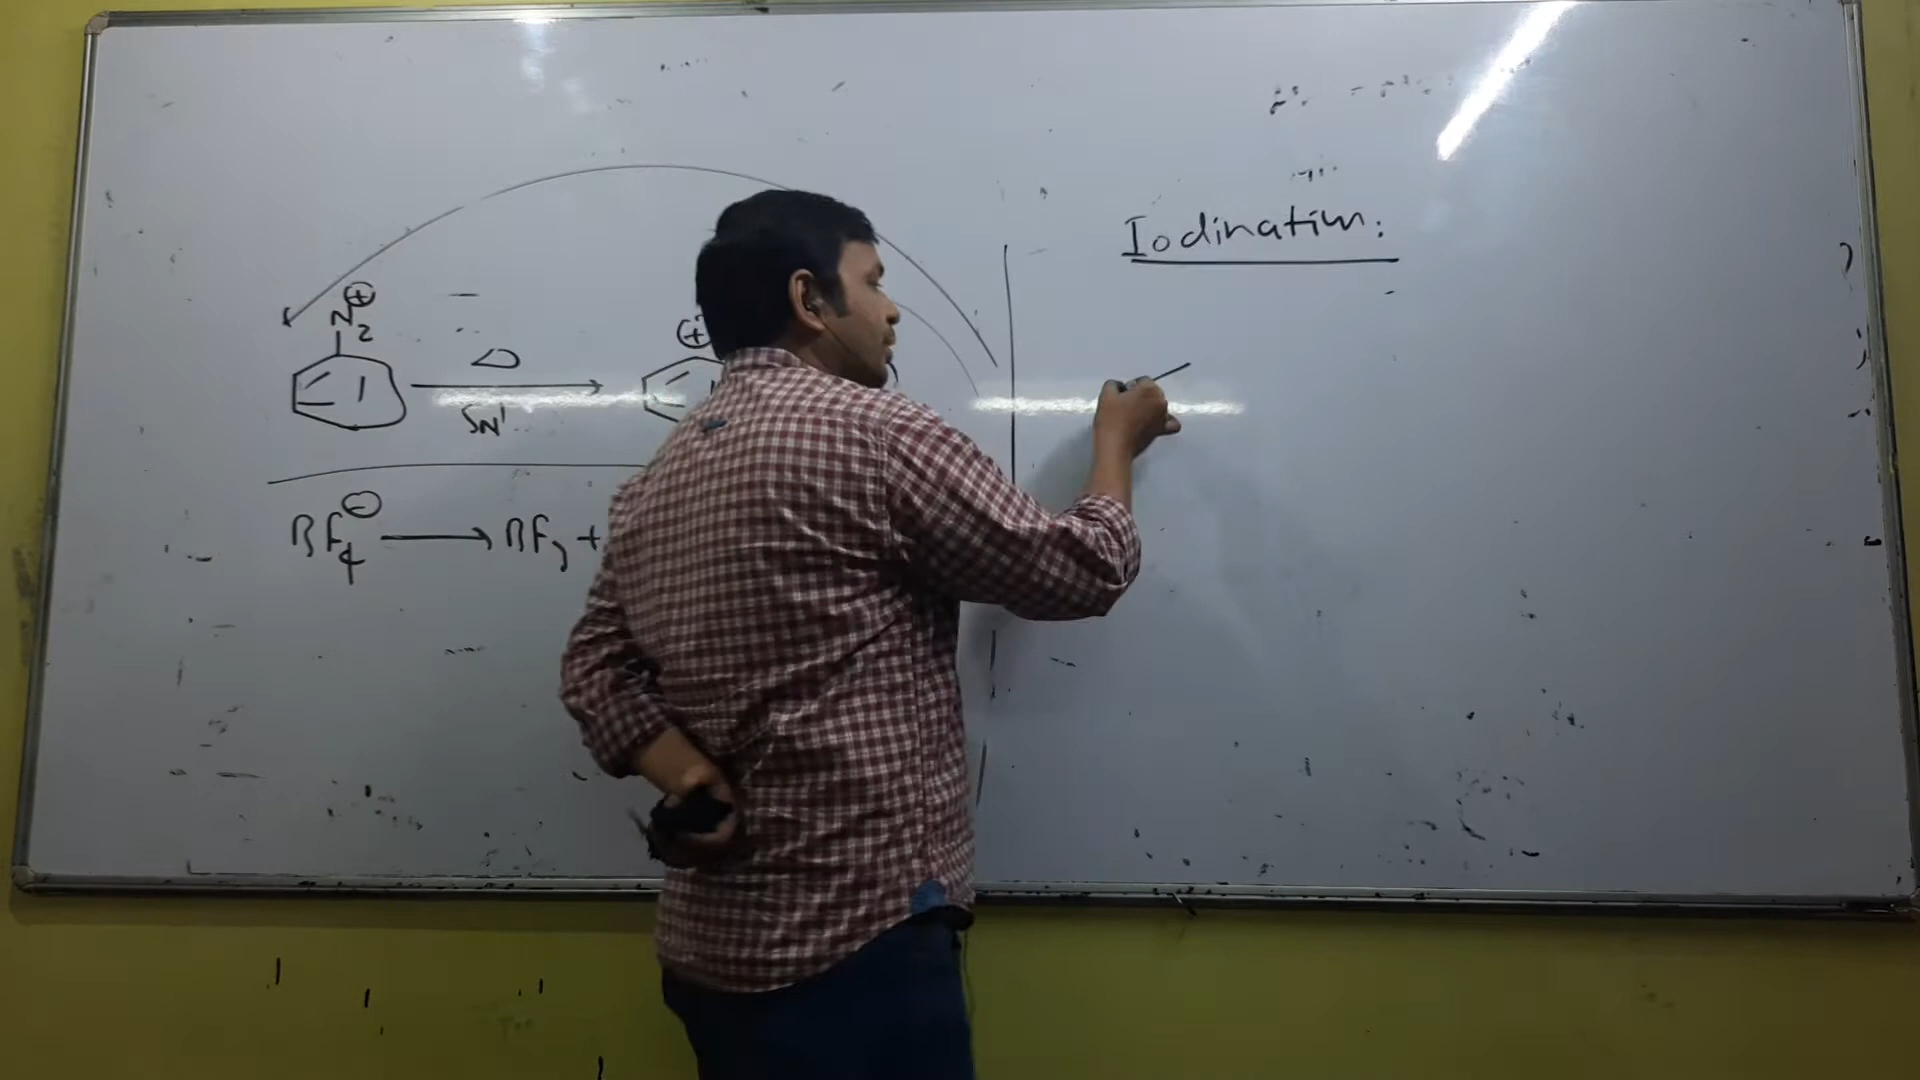 N₂⊕
Δ
SN¹
⊕
BF₄⊖ ⟶ BF₃ +
Iodination: